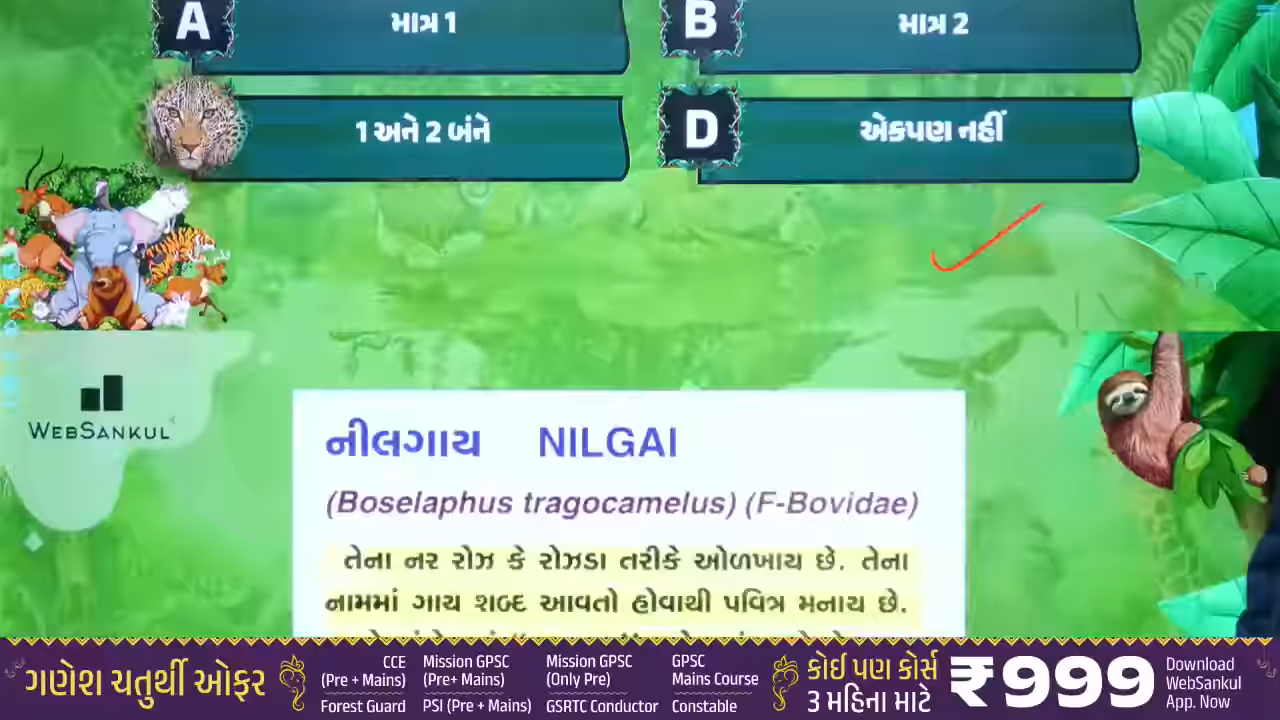 A
માત્ર 1
B
માત્ર 2
1 અને 2 બંને
D
એકપણ નહીં
WEBSANKUL
નીલગાય NILGAI
(Boselaphus tragocamelus) (F-Bovidae)
તેના નર રોઝ કે રોઝડા તરીકે ઓળખાય છે. તેના
નામમાં ગાય શબ્દ આવતો હોવાથી પવિત્ર મનાય છે.
ગણેશ ચતુર્થી ઓફર
CCE
(Pre + Mains)
Forest Guard
Mission GPSC
(Pre+ Mains)
PSI (Pre + Mains)
Mission GPSC
(Only Pre)
GSRTC Conductor
GPSC
Mains Course
Constable
કોઈ પણ કોર્સ
3 મહિના માટે
₹999
Download
WebSankul
App. Now